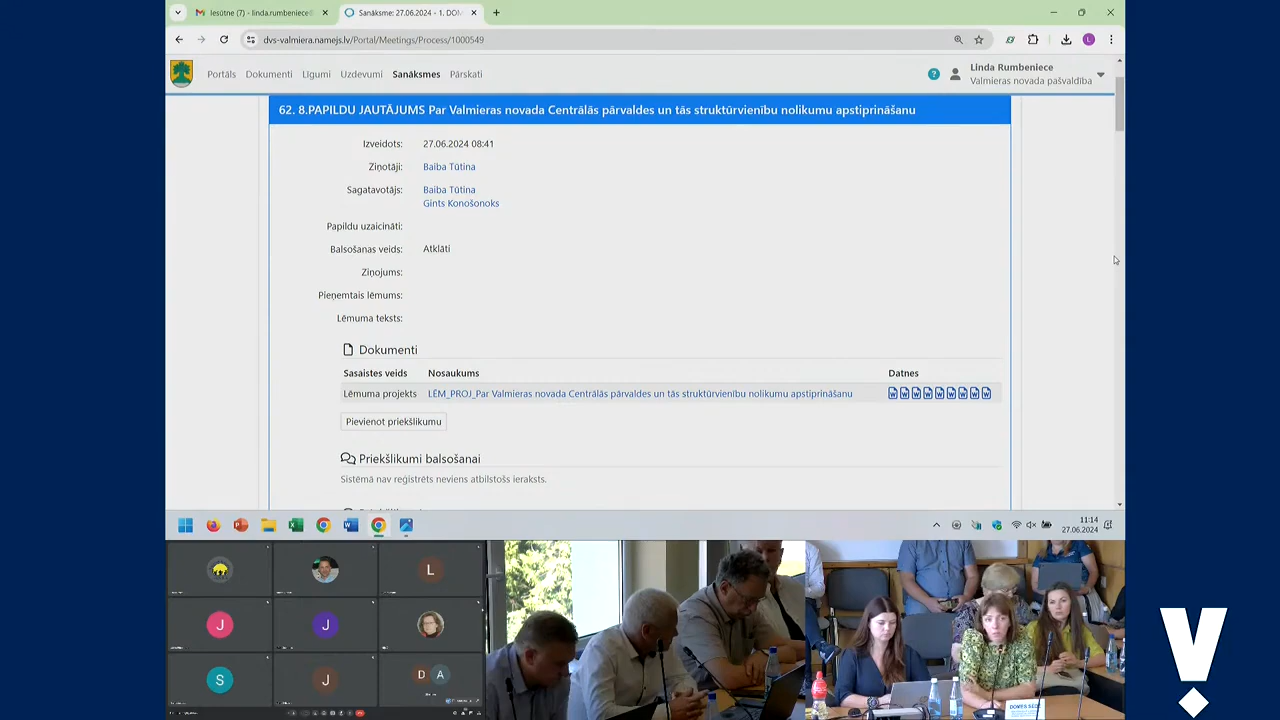 Iesūtne (7) - linda.rumbeniece@
Sanāksme: 27.06.2024 - 1. DOM
dvs-valmiera.namejs.lv/Portal/Meetings/Process/1000549
L
Portāls Dokumenti Līgumi Uzdevumi Sanāksmes Pārskati
?
Linda Rumbeniece
Valmieras novada pašvaldība
62. 8.PAPILDU JAUTĀJUMS Par Valmieras novada Centrālās pārvaldes un tās struktūrvienību nolikumu apstiprināšanu
Izveidots: 27.06.2024 08:41
Ziņotāji: Baiba Tūtina
Sagatavotājs: Baiba Tūtina
Gints Konošonoks
Papildu uzaicināti:
Balsošanas veids: Atklāti
Ziņojums:
Pieņemtais lēmums:
Lēmuma teksts:
Dokumenti
Sasaistes veids Nosaukums Datnes
Lēmuma projekts LĒM_PROJ_Par Valmieras novada Centrālās pārvaldes un tās struktūrvienību nolikumu apstiprināšanu
Pievienot priekšlikumu
Priekšlikumi balsošanai
Sistēmā nav reģistrēts neviens atbilstošs ieraksts.
11:14
27.06.2024
L
J J
S J D A
DOMES SĒDE